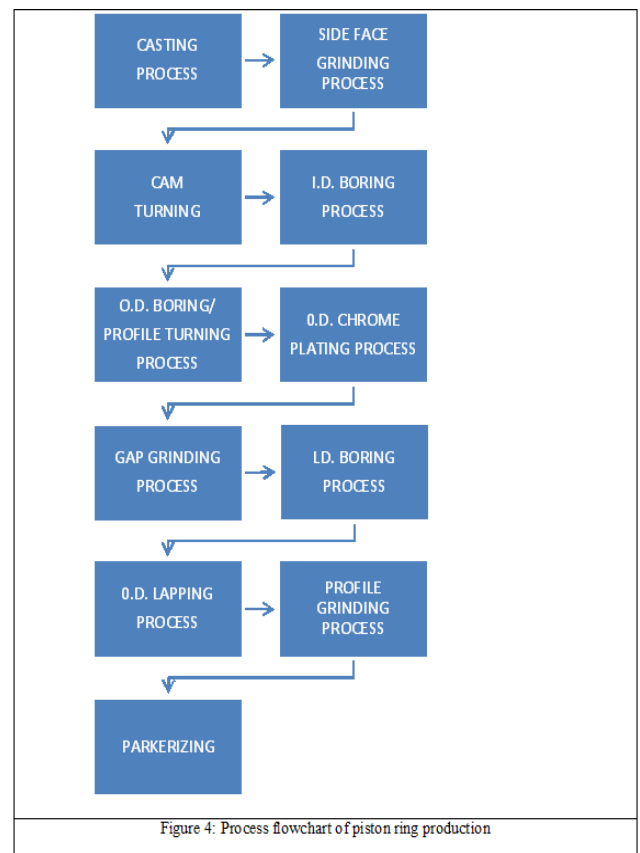 CASTING
PROCESS
SIDE FACE
GRINDING
PROCESS
CAM
TURNING
I.D. BORING
PROCESS
O.D. BORING/
PROFILE TURNING
PROCESS
0.D. CHROME
PLATING PROCESS
GAP GRINDING
PROCESS
LD. BORING
PROCESS
0.D. LAPPING
PROCESS
PROFILE
GRINDING
PROCESS
PARKERIZING
Figure 4: Process flowchart of piston ring production